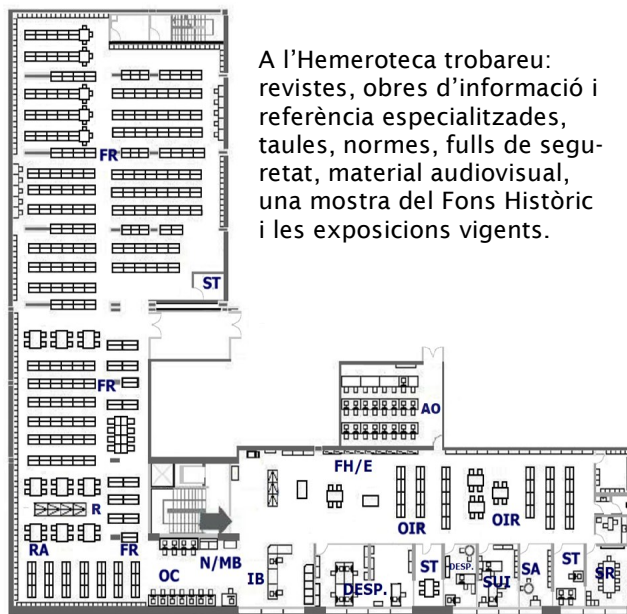 A l’Hemeroteca trobareu:
revistes, obres d’informació i
referència especialitzades,
taules, normes, fulls de segu-
retat, material audiovisual,
una mostra del Fons Històric
i les exposicions vigents.
FR
ST
FR
AO
FH/E
R
OIR
OIR
RA
FR
N/MB
OC
IB
DESP.
ST
DESP.
SUI
SA
ST
SR